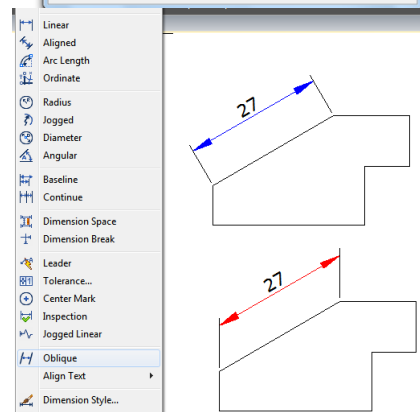 Linear
Aligned
Arc Length
Ordinate
Radius
Jogged
Diameter
Angular
Baseline
Continue
Dimension Space
Dimension Break
Leader
Tolerance...
Center Mark
Inspection
Jogged Linear
Oblique
Align Text
Dimension Style...
27
27